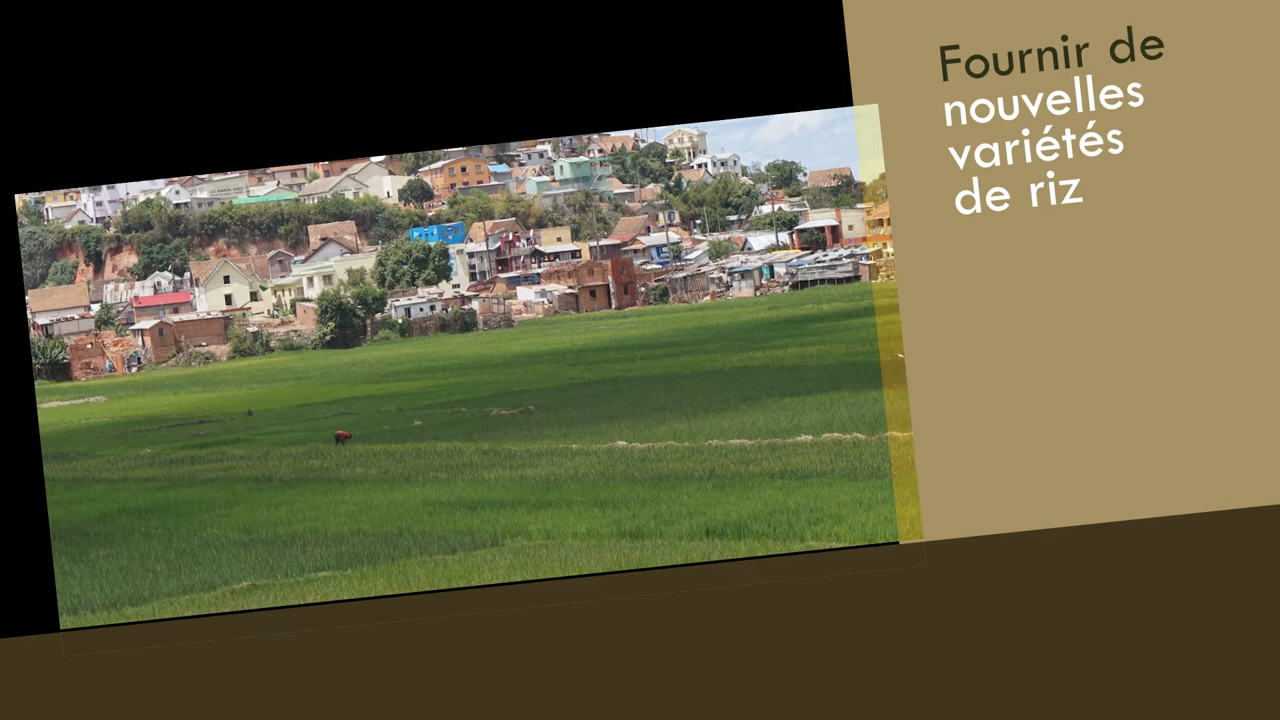 Fournir de
nouvelles
variétés
de riz